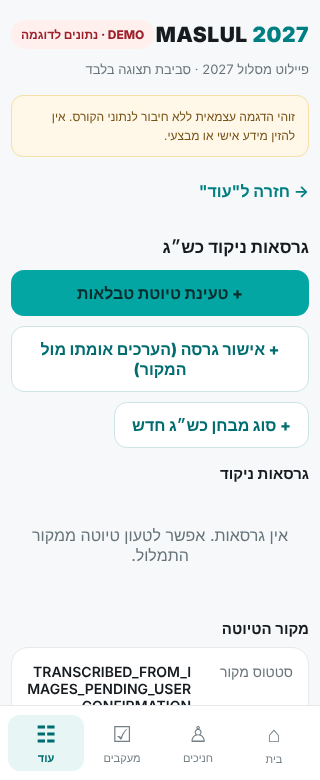 MASLUL 2027
DEMO · נתונים לדוגמה
פיילוט מסלול 2027 · סביבת תצוגה בלבד
זוהי הדגמה עצמאית ללא חיבור לנתוני הקורס. אין
להזין מידע אישי או מבצעי.
→ חזרה ל"עוד"
גרסאות ניקוד כש״ג
+ טעינת טיוטת טבלאות
+ אישור גרסה (הערכים אומתו מול
המקור)
+ סוג מבחן כש״ג חדש
גרסאות ניקוד
אין גרסאות. אפשר לטעון טיוטה ממקור
התמלול.
מקור הטיוטה
סטטוס מקור
TRANSCRIBED_FROM_I
MAGES_PENDING_USER
_CONFIRMATION
בית
חניכים
מעקבים
עוד